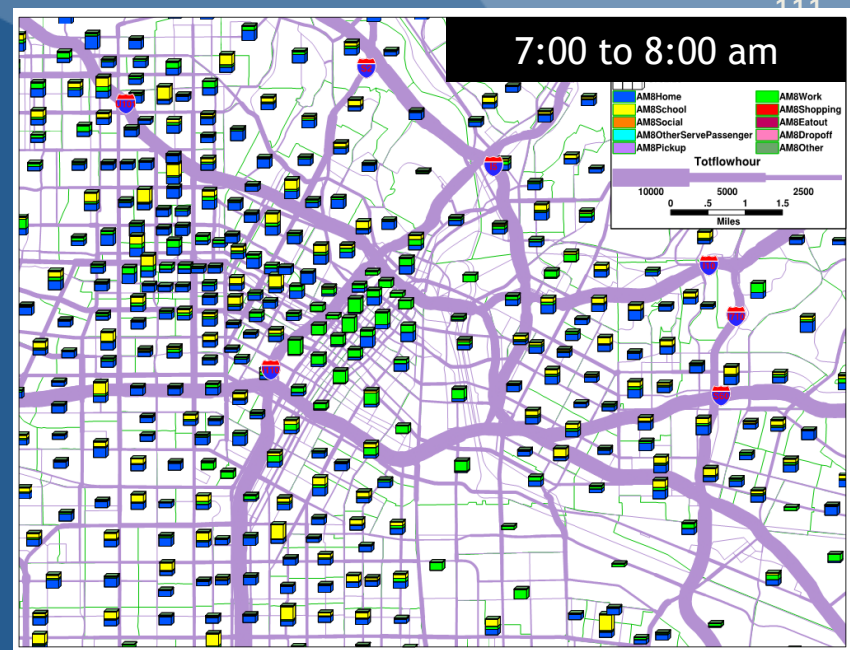 111
7:00 to 8:00 am
AM8Home
AM8School
AM8Social
AM8OtherServePassenger
AM8Pickup
AM8Work
AM8Shopping
AM8Eatout
AM8Dropoff
AM8Other
Totflowhour
10000 5000 2500
0 .5 1 1.5
Miles